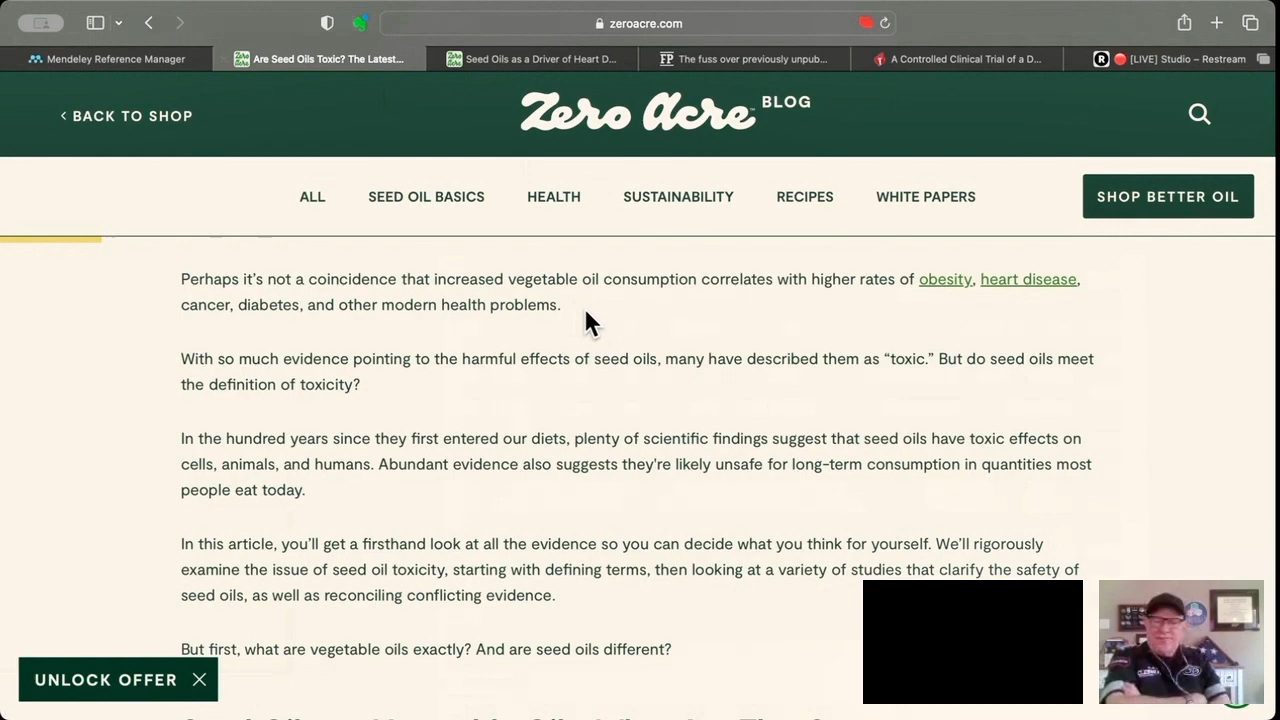 zeroacre.com
Mendeley Reference Manager
Are Seed Oils Toxic? The Latest...
Seed Oils as a Driver of Heart D...
FP The fuss over previously unpub...
A Controlled Clinical Trial of a D...
R [LIVE] Studio – Restream
< BACK TO SHOP
Zero Acre™ BLOG
ALL
SEED OIL BASICS
HEALTH
SUSTAINABILITY
RECIPES
WHITE PAPERS
SHOP BETTER OIL
Perhaps it’s not a coincidence that increased vegetable oil consumption correlates with higher rates of obesity, heart disease,
cancer, diabetes, and other modern health problems.
With so much evidence pointing to the harmful effects of seed oils, many have described them as “toxic.” But do seed oils meet
the definition of toxicity?
In the hundred years since they first entered our diets, plenty of scientific findings suggest that seed oils have toxic effects on
cells, animals, and humans. Abundant evidence also suggests they're likely unsafe for long-term consumption in quantities most
people eat today.
In this article, you’ll get a firsthand look at all the evidence so you can decide what you think for yourself. We’ll rigorously
examine the issue of seed oil toxicity, starting with defining terms, then looking at a variety of studies that clarify the safety of
seed oils, as well as reconciling conflicting evidence.
But first, what are vegetable oils exactly? And are seed oils different?
UNLOCK OFFER